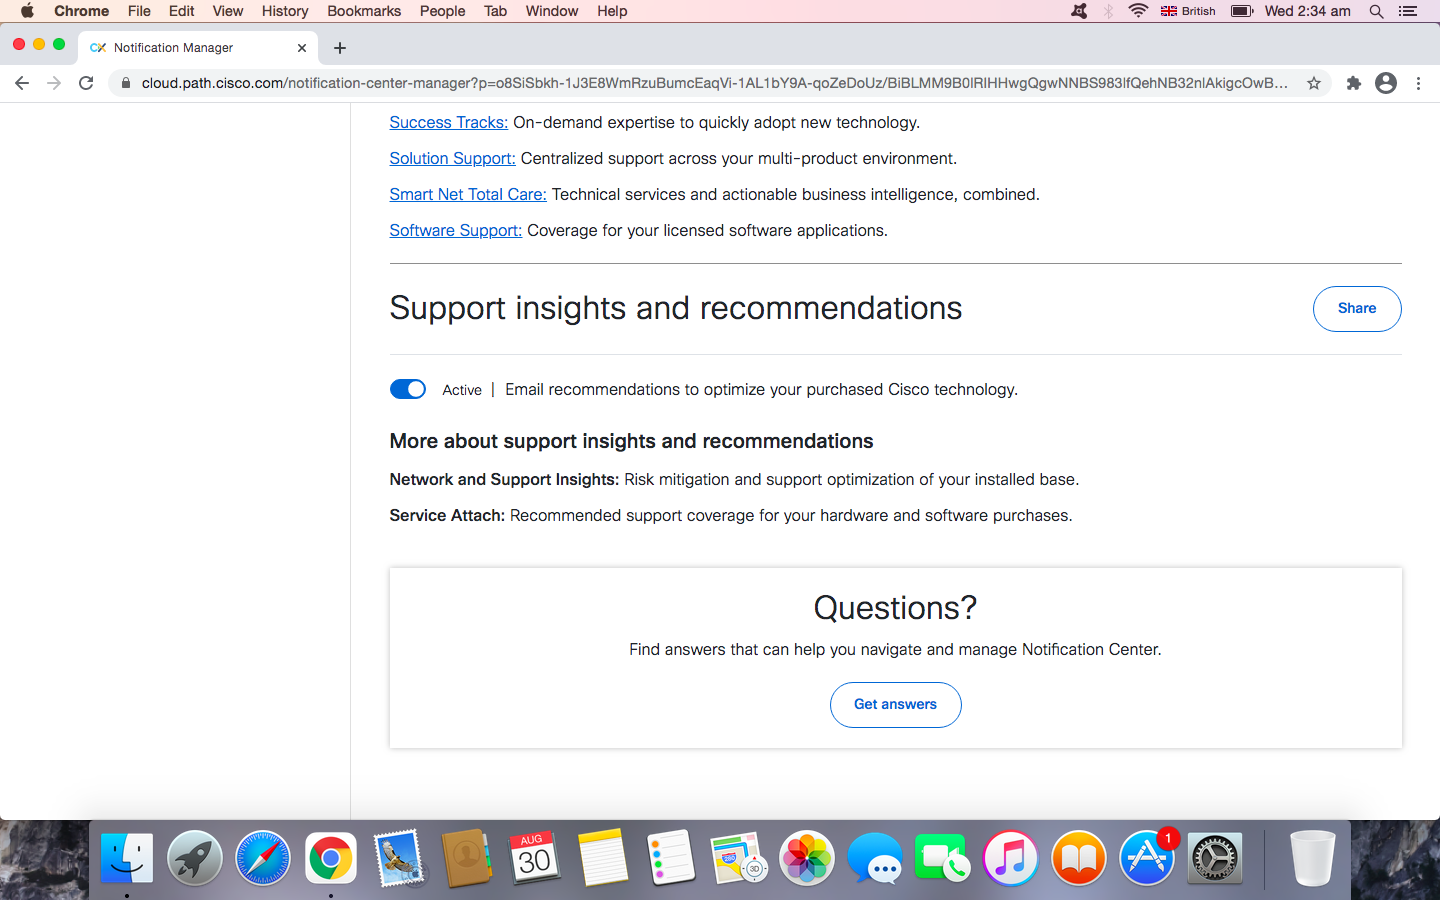 Chrome File Edit View History Bookmarks People Tab Window Help British Wed 2:34 am
CX Notification Manager
cloud.path.cisco.com/notification-center-manager?p=o8SiSbkh-1J3E8WmRzuBumcEaqVi-1AL1bY9A-qoZeDoUz/BiBLMM9B0lRlHHwgQgwNNBS983lfQehNB32nlAkigcOwB...
Success Tracks: On-demand expertise to quickly adopt new technology.
Solution Support: Centralized support across your multi-product environment.
Smart Net Total Care: Technical services and actionable business intelligence, combined.
Software Support: Coverage for your licensed software applications.
Support insights and recommendations
Share
Active | Email recommendations to optimize your purchased Cisco technology.
More about support insights and recommendations
Network and Support Insights: Risk mitigation and support optimization of your installed base.
Service Attach: Recommended support coverage for your hardware and software purchases.
Questions?
Find answers that can help you navigate and manage Notification Center.
Get answers
AUG
30
280
3D
1